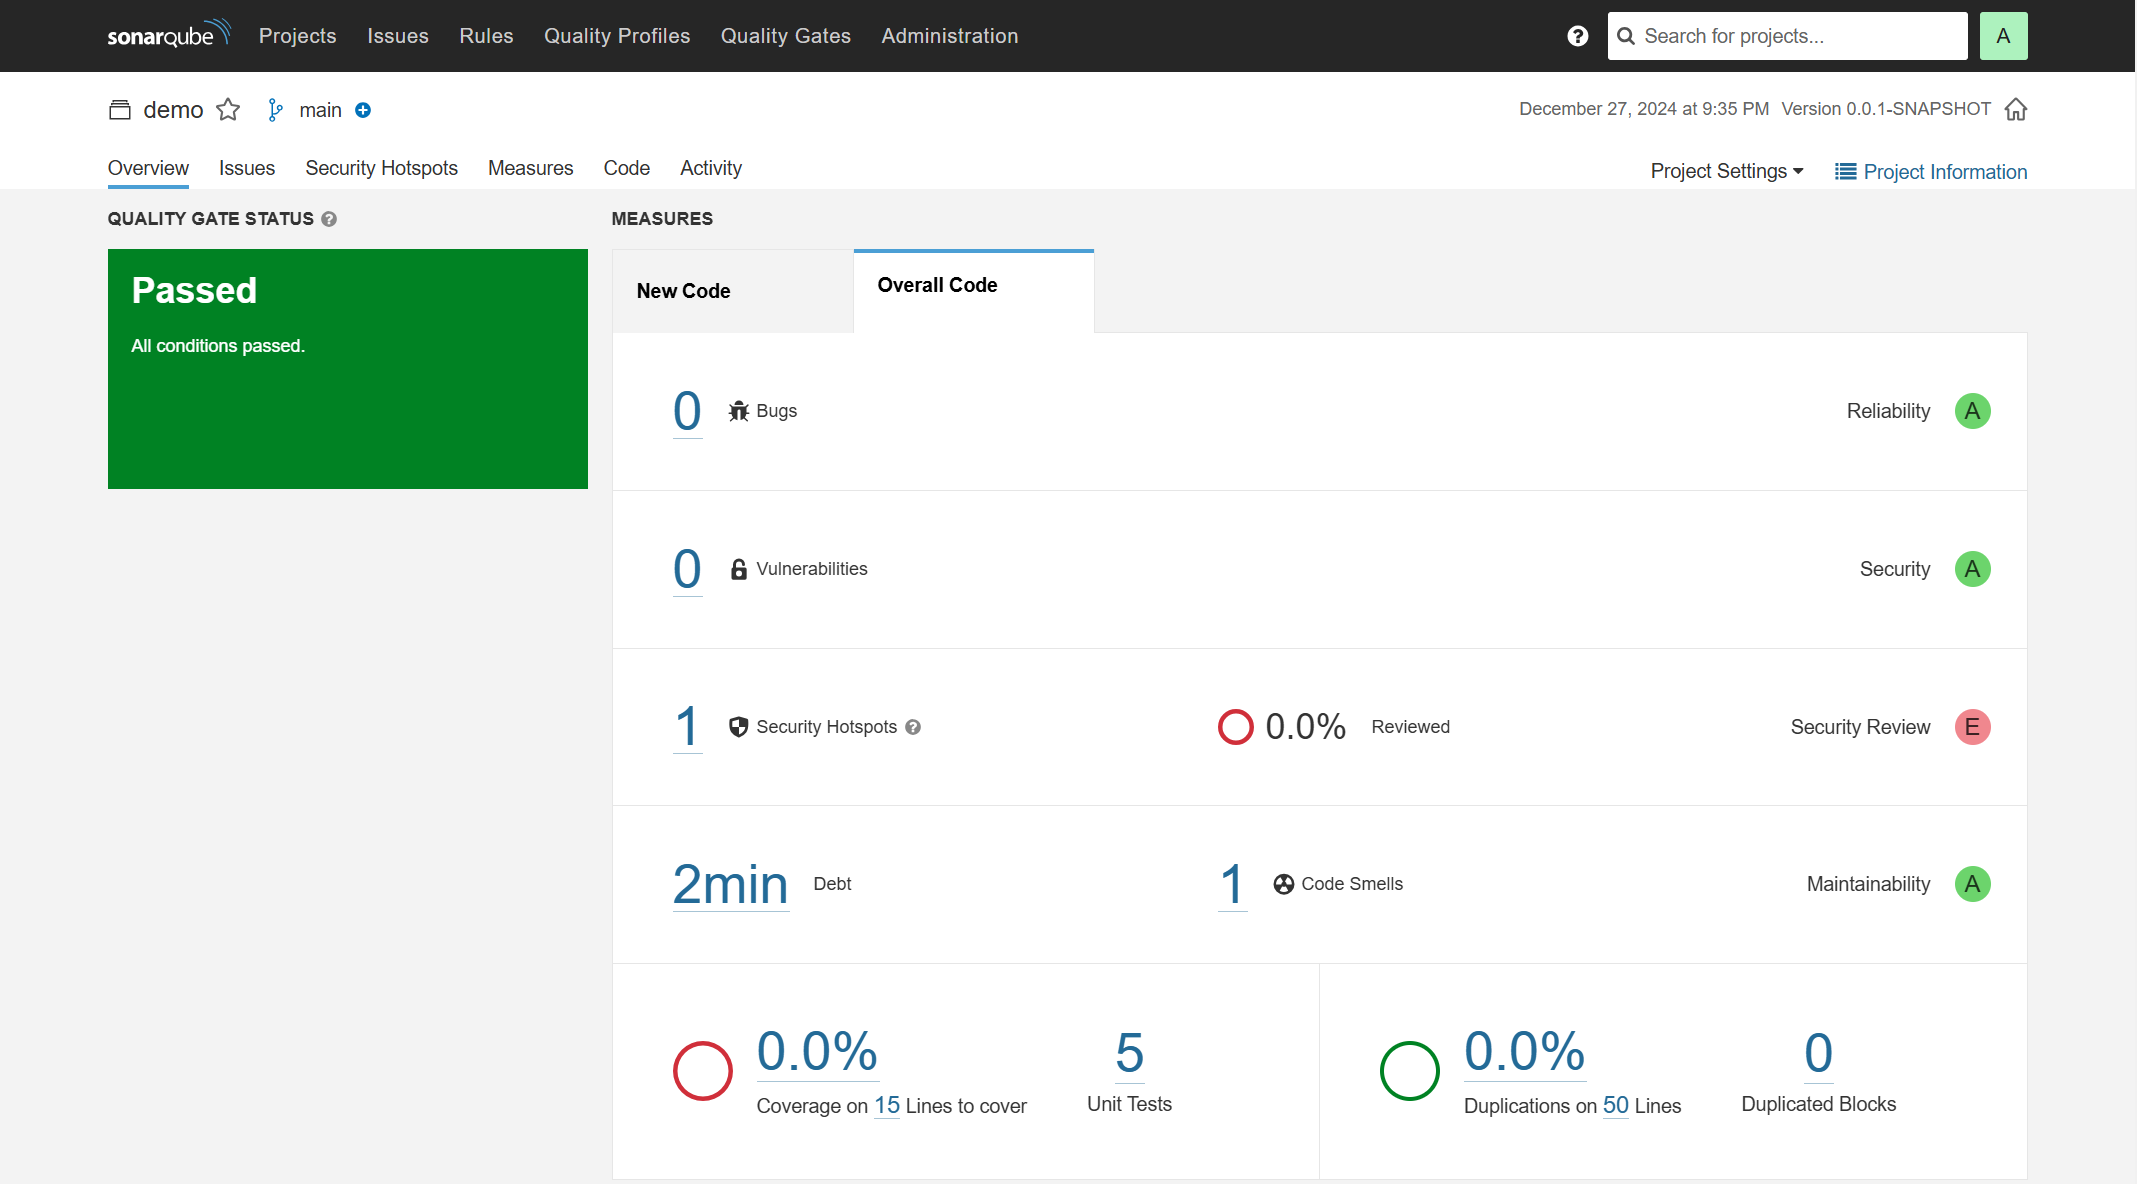 sonarqube Projects Issues Rules Quality Profiles Quality Gates Administration Search for projects... A
demo main December 27, 2024 at 9:35 PM Version 0.0.1-SNAPSHOT
Overview Issues Security Hotspots Measures Code Activity Project Settings Project Information
QUALITY GATE STATUS ?
Passed
All conditions passed.
MEASURES
New Code Overall Code
0 Bugs Reliability A
0 Vulnerabilities Security A
1 Security Hotspots ? 0.0% Reviewed Security Review E
2min Debt 1 Code Smells Maintainability A
0.0% 5 0.0% 0
Coverage on 15 Lines to cover Unit Tests Duplications on 50 Lines Duplicated Blocks